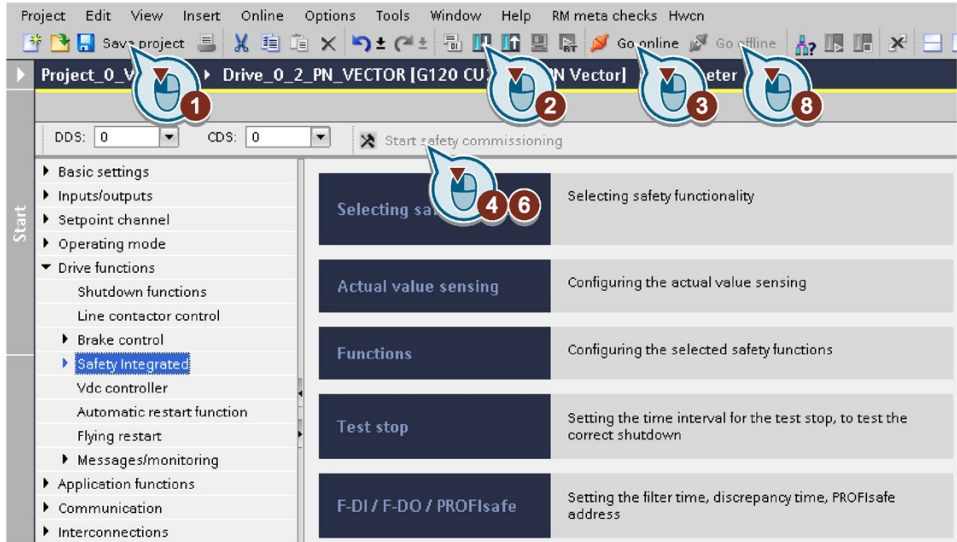 Project Edit View Insert Online Options Tools Window Help RM meta checks Hwcn
Save project Go online Go offline
Project_0_V Drive_0_2_PN_VECTOR [G120 CU PN Vector] eter
1 2 3 8
DDS: 0 CDS: 0 Start safety commissioning
4 6
Start
Basic settings
Inputs/outputs
Setpoint channel
Operating mode
Drive functions
Shutdown functions
Line contactor control
Brake control
Safety Integrated
Vdc controller
Automatic restart function
Flying restart
Messages/monitoring
Application functions
Communication
Interconnections
Selecting sa
Selecting safety functionality
Actual value sensing
Configuring the actual value sensing
Functions
Configuring the selected safety functions
Test stop
Setting the time interval for the test stop, to test the
correct shutdown
F-DI / F-DO / PROFIsafe
Setting the filter time, discrepancy time, PROFIsafe
address